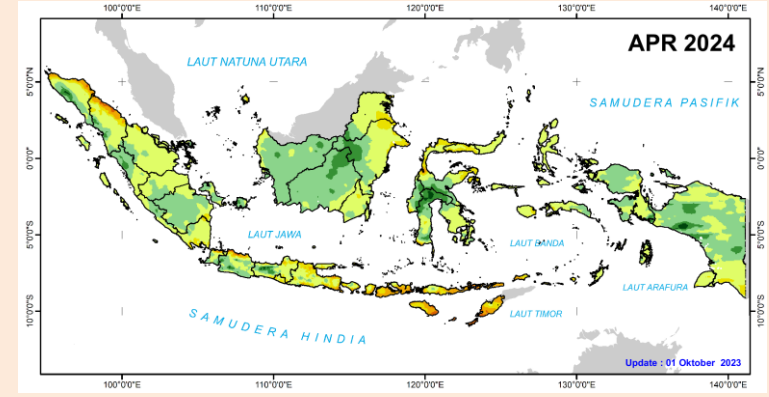 100°0'0"E 110°0'0"E 120°0'0"E 130°0'0"E 140°0'0"E
APR 2024
LAUT NATUNA UTARA
5°0'0"N 5°0'0"N
SAMUDERA PASIFIK
0°0'0" 0°0'0"
LAUT JAWA
LAUT BANDA
5°0'0"S 5°0'0"S
LAUT ARAFURA
10°0'0"S 10°0'0"S
SAMUDERA HINDIA
LAUT TIMOR
Update : 01 Oktober 2023
100°0'0"E 110°0'0"E 120°0'0"E 130°0'0"E 140°0'0"E